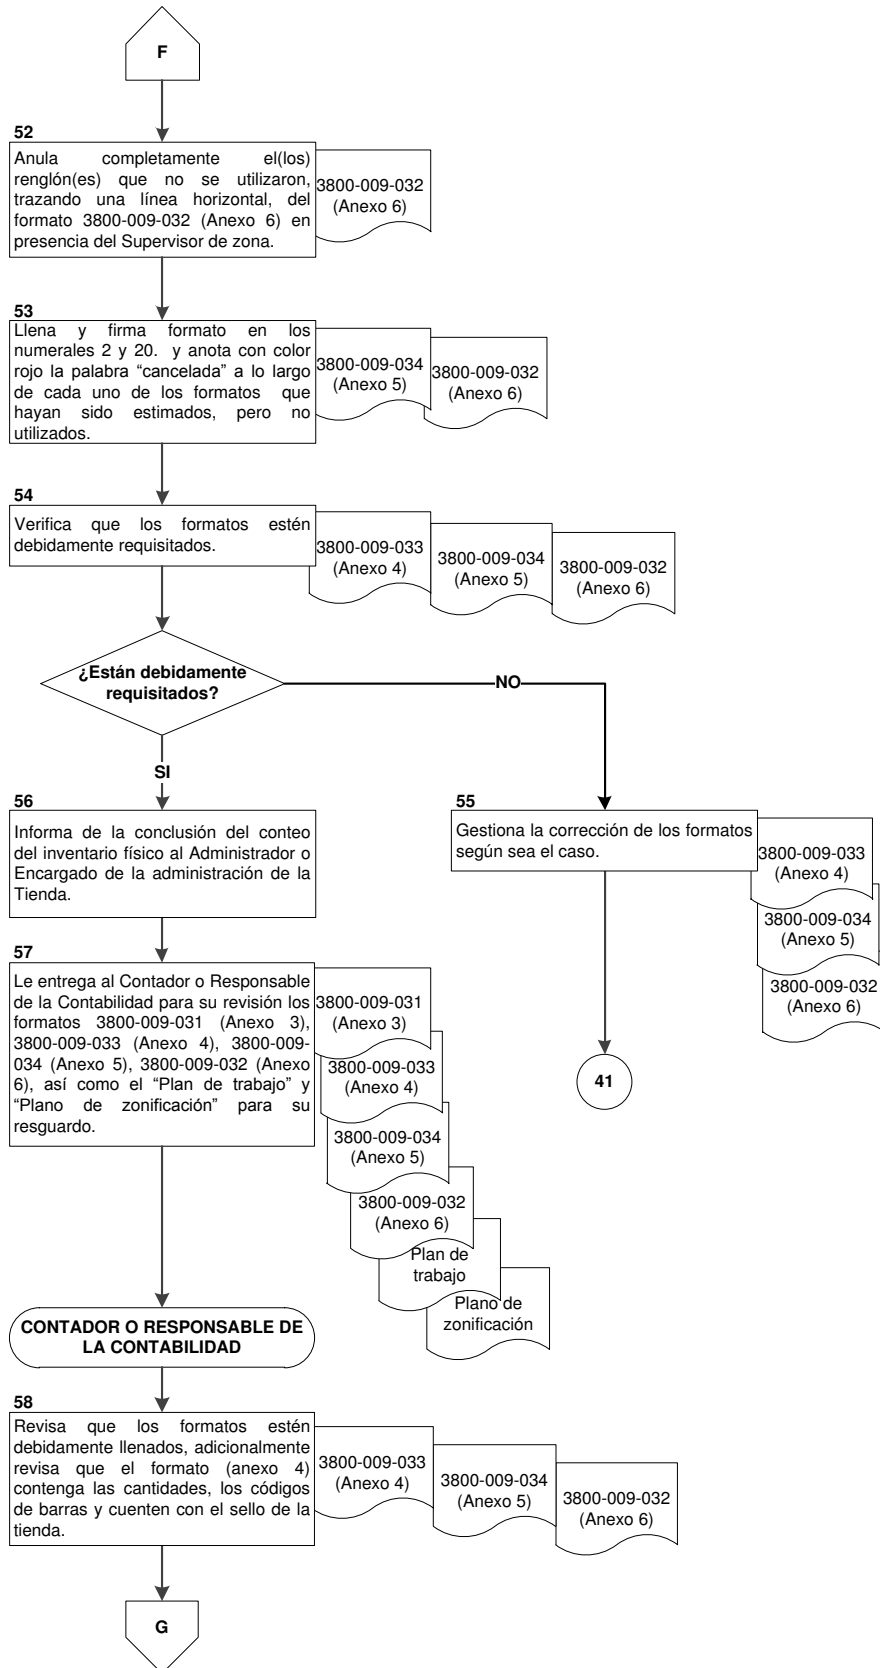 F
52
Anula completamente el(los)
renglón(es) que no se utilizaron,
trazando una línea horizontal, del
formato 3800-009-032 (Anexo 6) en
presencia del Supervisor de zona.
3800-009-032
(Anexo 6)
53
Llena y firma formato en los
numerales 2 y 20. y anota con color
rojo la palabra “cancelada” a lo largo
de cada uno de los formatos que
hayan sido estimados, pero no
utilizados.
3800-009-034
(Anexo 5)
3800-009-032
(Anexo 6)
54
Verifica que los formatos estén
debidamente requisitados.
3800-009-033
(Anexo 4)
3800-009-034
(Anexo 5)
3800-009-032
(Anexo 6)
¿Están debidamente
requisitados?
NO
SI
56
Informa de la conclusión del conteo
del inventario físico al Administrador o
Encargado de la administración de la
Tienda.
55
Gestiona la corrección de los formatos
según sea el caso.
3800-009-033
(Anexo 4)
3800-009-034
(Anexo 5)
3800-009-032
(Anexo 6)
41
57
Le entrega al Contador o Responsable
de la Contabilidad para su revisión los
formatos 3800-009-031 (Anexo 3),
3800-009-033 (Anexo 4), 3800-009-
034 (Anexo 5), 3800-009-032 (Anexo
6), así como el “Plan de trabajo” y
“Plano de zonificación” para su
resguardo.
3800-009-031
(Anexo 3)
3800-009-033
(Anexo 4)
3800-009-034
(Anexo 5)
3800-009-032
(Anexo 6)
Plan de
trabajo
Plano de
zonificación
CONTADOR O RESPONSABLE DE
LA CONTABILIDAD
58
Revisa que los formatos estén
debidamente llenados, adicionalmente
revisa que el formato (anexo 4)
contenga las cantidades, los códigos
de barras y cuenten con el sello de la
tienda.
3800-009-033
(Anexo 4)
3800-009-034
(Anexo 5)
3800-009-032
(Anexo 6)
G